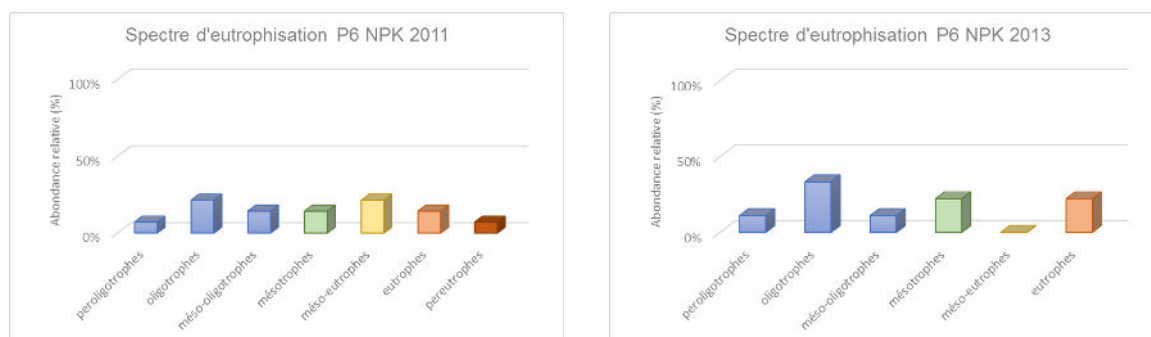 Spectre d'eutrophisation P6 NPK 2011
Abondance relative (%)
100%
50%
0%
peroligotrophes
oligotrophes
méso-oligotrophes
mésotrophes
méso-eutrophes
eutrophes
pereutrophes
Spectre d'eutrophisation P6 NPK 2013
Abondance relative (%)
100%
50%
0%
peroligotrophes
oligotrophes
méso-oligotrophes
mésotrophes
méso-eutrophes
eutrophes